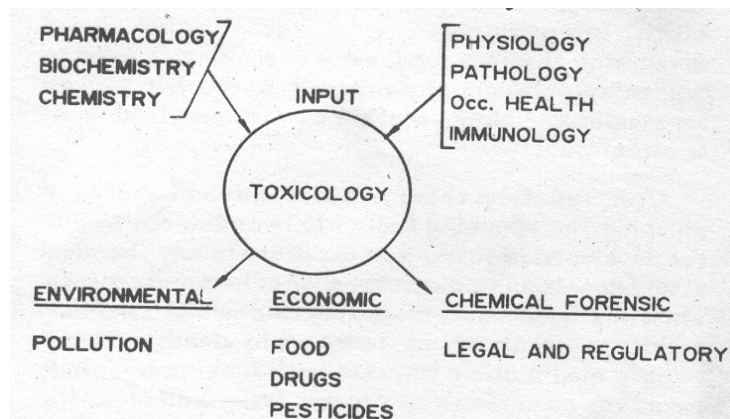 PHARMACOLOGY
BIOCHEMISTRY
CHEMISTRY
INPUT
PHYSIOLOGY
PATHOLOGY
Occ. HEALTH
IMMUNOLOGY
TOXICOLOGY
ENVIRONMENTAL
POLLUTION
ECONOMIC
FOOD
DRUGS
PESTICIDES
CHEMICAL FORENSIC
LEGAL AND REGULATORY